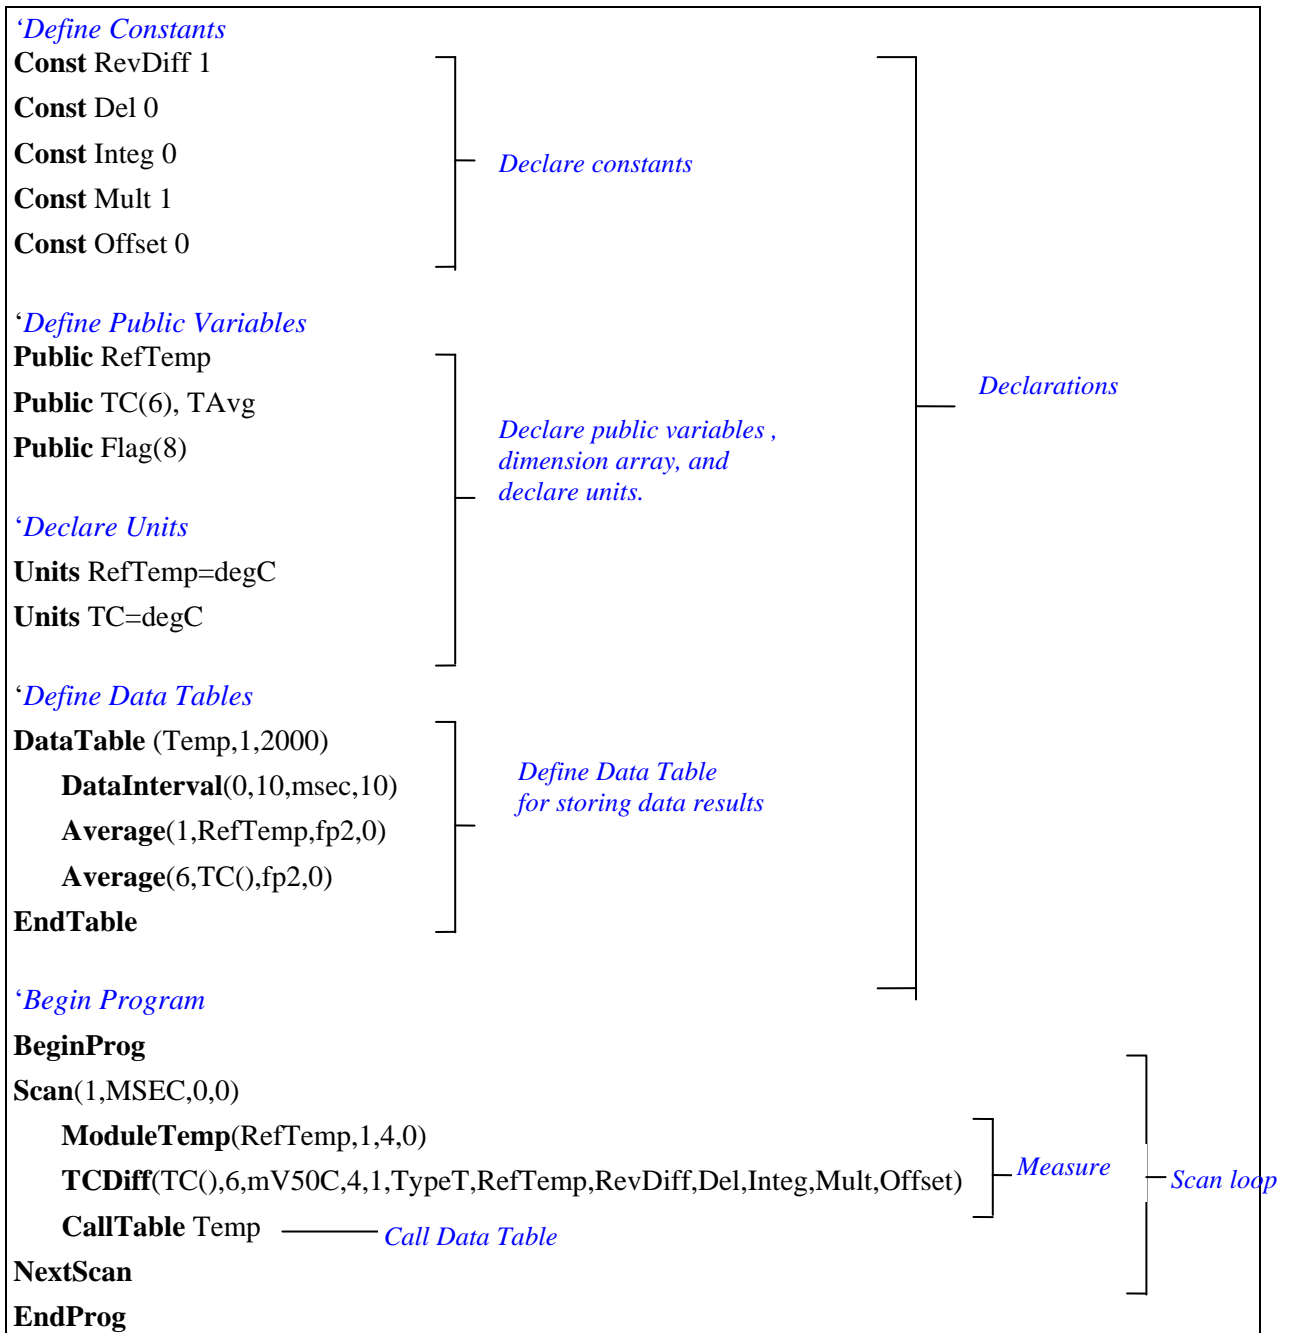 ‘Define Constants
Const RevDiff 1
Const Del 0
Const Integ 0
Declare constants
Const Mult 1
Const Offset 0
‘Define Public Variables
Public RefTemp
Public TC(6), TAvg
Declarations
Public Flag(8)
Declare public variables ,
dimension array, and
declare units.
‘Declare Units
Units RefTemp=degC
Units TC=degC
‘Define Data Tables
DataTable (Temp,1,2000)
DataInterval(0,10,msec,10)
Define Data Table
for storing data results
Average(1,RefTemp,fp2,0)
Average(6,TC(),fp2,0)
EndTable
‘Begin Program
BeginProg
Scan(1,MSEC,0,0)
ModuleTemp(RefTemp,1,4,0)
TCDiff(TC(),6,mV50C,4,1,TypeT,RefTemp,RevDiff,Del,Integ,Mult,Offset)
Measure
Scan loop
CallTable Temp
Call Data Table
NextScan
EndProg